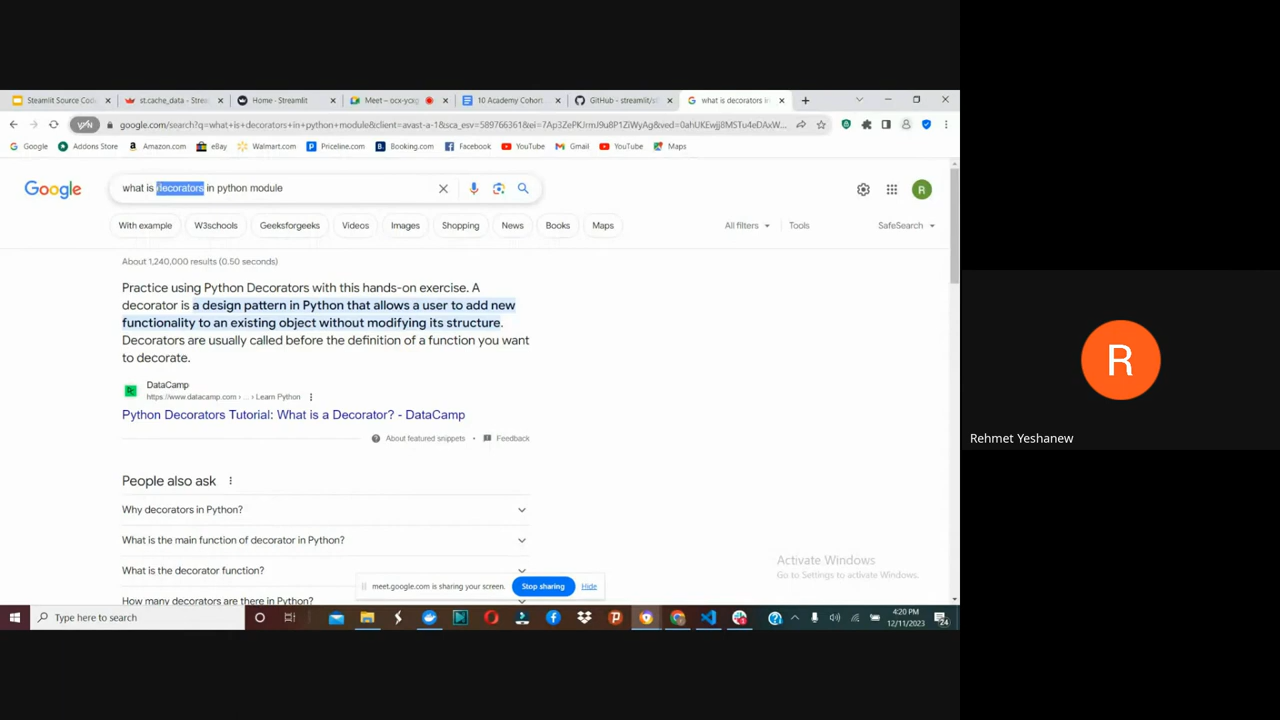 Steamlit Source Cod
st.cache_data - Strea
Home - Streamlit
Meet – ocx-ycxg
10 Academy Cohort
GitHub - streamlit/s
what is decorators in
google.com/search?q=what+is+decorators+in+python+module&client=avast-a-1&sca_esv=589766361&ei=
Google
Addons Store
Amazon.com
eBay
Walmart.com
Priceline.com
Booking.com
Facebook
YouTube
Gmail
YouTube
Maps
Google
what is decorators in python module
R
With example
W3schools
Geeksforgeeks
Videos
Images
Shopping
News
Books
Maps
All filters
Tools
SafeSearch
About 1,240,000 results (0.50 seconds)
Practice using Python Decorators with this hands-on exercise. A
decorator is a design pattern in Python that allows a user to add new
functionality to an existing object without modifying its structure.
Decorators are usually called before the definition of a function you want
to decorate.
DataCamp
https://www.datacamp.com › ... › Learn Python
Python Decorators Tutorial: What is a Decorator? - DataCamp
About featured snippets
Feedback
People also ask
Why decorators in Python?
What is the main function of decorator in Python?
What is the decorator function?
How many decorators are there in Python?
meet.google.com is sharing your screen.
Stop sharing
Hide
Activate Windows
Go to Settings to activate Windows.
Type here to search
4:20 PM
12/11/2023
24
R
Rehmet Yeshanew